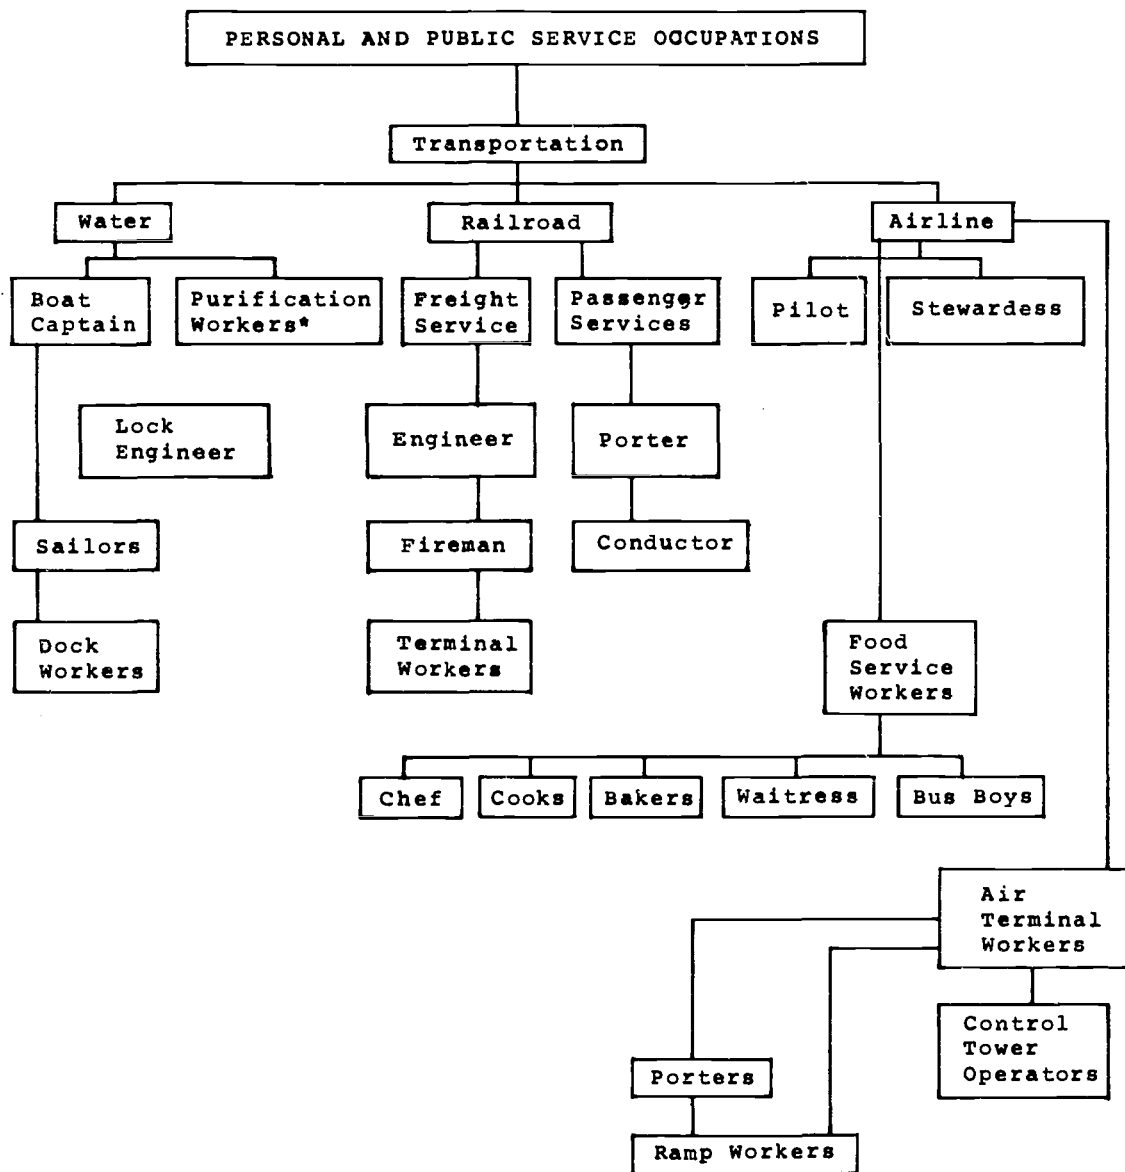 PERSONAL AND PUBLIC SERVICE OCCUPATIONS
Transportation
Water
Railroad
Airline
Boat
Captain
Purification
Workers*
Freight
Service
Passenger
Services
Pilot
Stewardess
Lock
Engineer
Engineer
Porter
Sailors
Fireman
Conductor
Dock
Workers
Terminal
Workers
Food
Service
Workers
Chef
Cooks
Bakers
Waitress
Bus Boys
Air
Terminal
Workers
Control
Tower
Operators
Porters
Ramp Workers